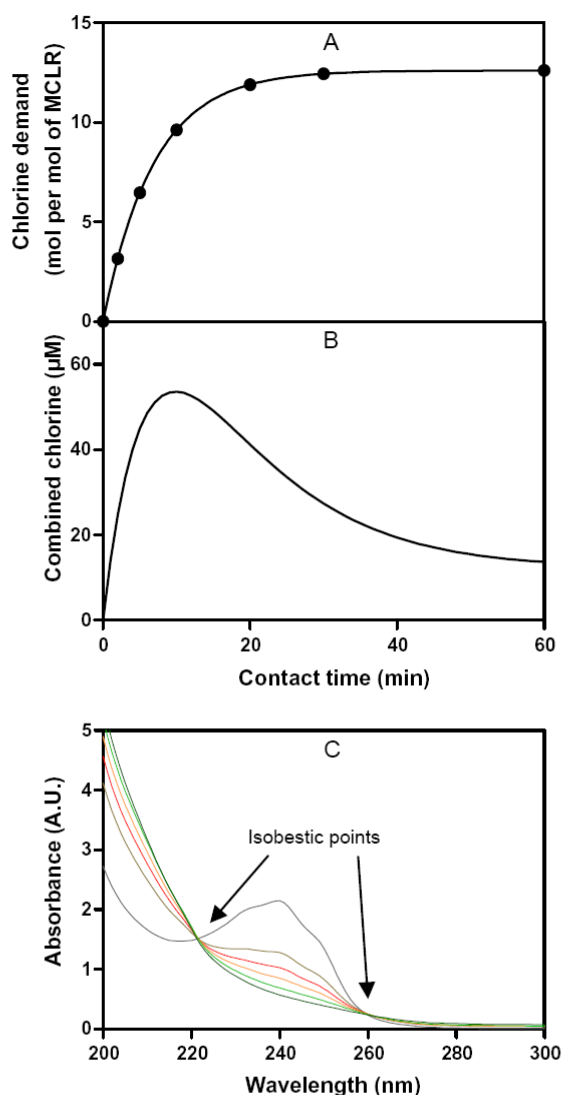 A
Chlorine demand
(mol per mol of MCLR)
15
10
5
0
B
Combined chlorine (µM)
60
40
20
0
0
20
40
60
Contact time (min)
C
Absorbance (A.U.)
5
4
3
2
1
0
Isobestic points
200
220
240
260
280
300
Wavelength (nm)